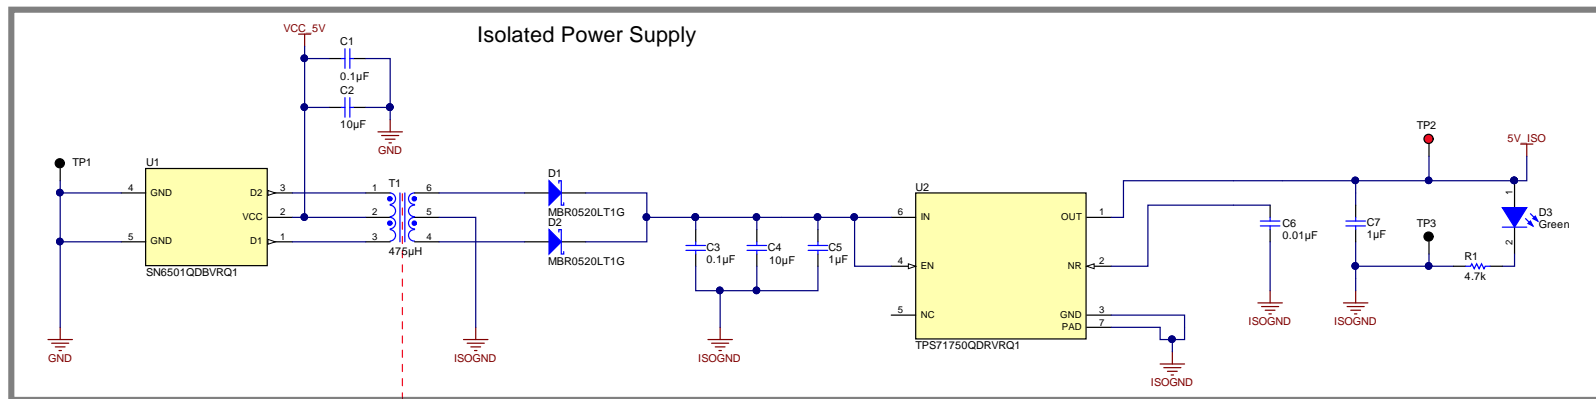 Isolated Power Supply
VCC_5V
C1
0.1µF
C2
10µF
GND
TP1
U1
4 GND D2 3
VCC 2
5 GND D1 1
SN6501QDBVRQ1
GND
T1
1 6
2 5
3 4
475µH
ISOGND
D1
MBR0520LT1G
D2
MBR0520LT1G
C3
0.1µF
C4
10µF
C5
1µF
ISOGND
U2
6 IN OUT 1
4 EN NR 2
5 NC GND 3
PAD 7
TPS71750QDRVRQ1
ISOGND
C6
0.01µF
ISOGND
C7
1µF
ISOGND
TP2
TP3
5V_ISO
1
D3
Green
2
R1
4.7k